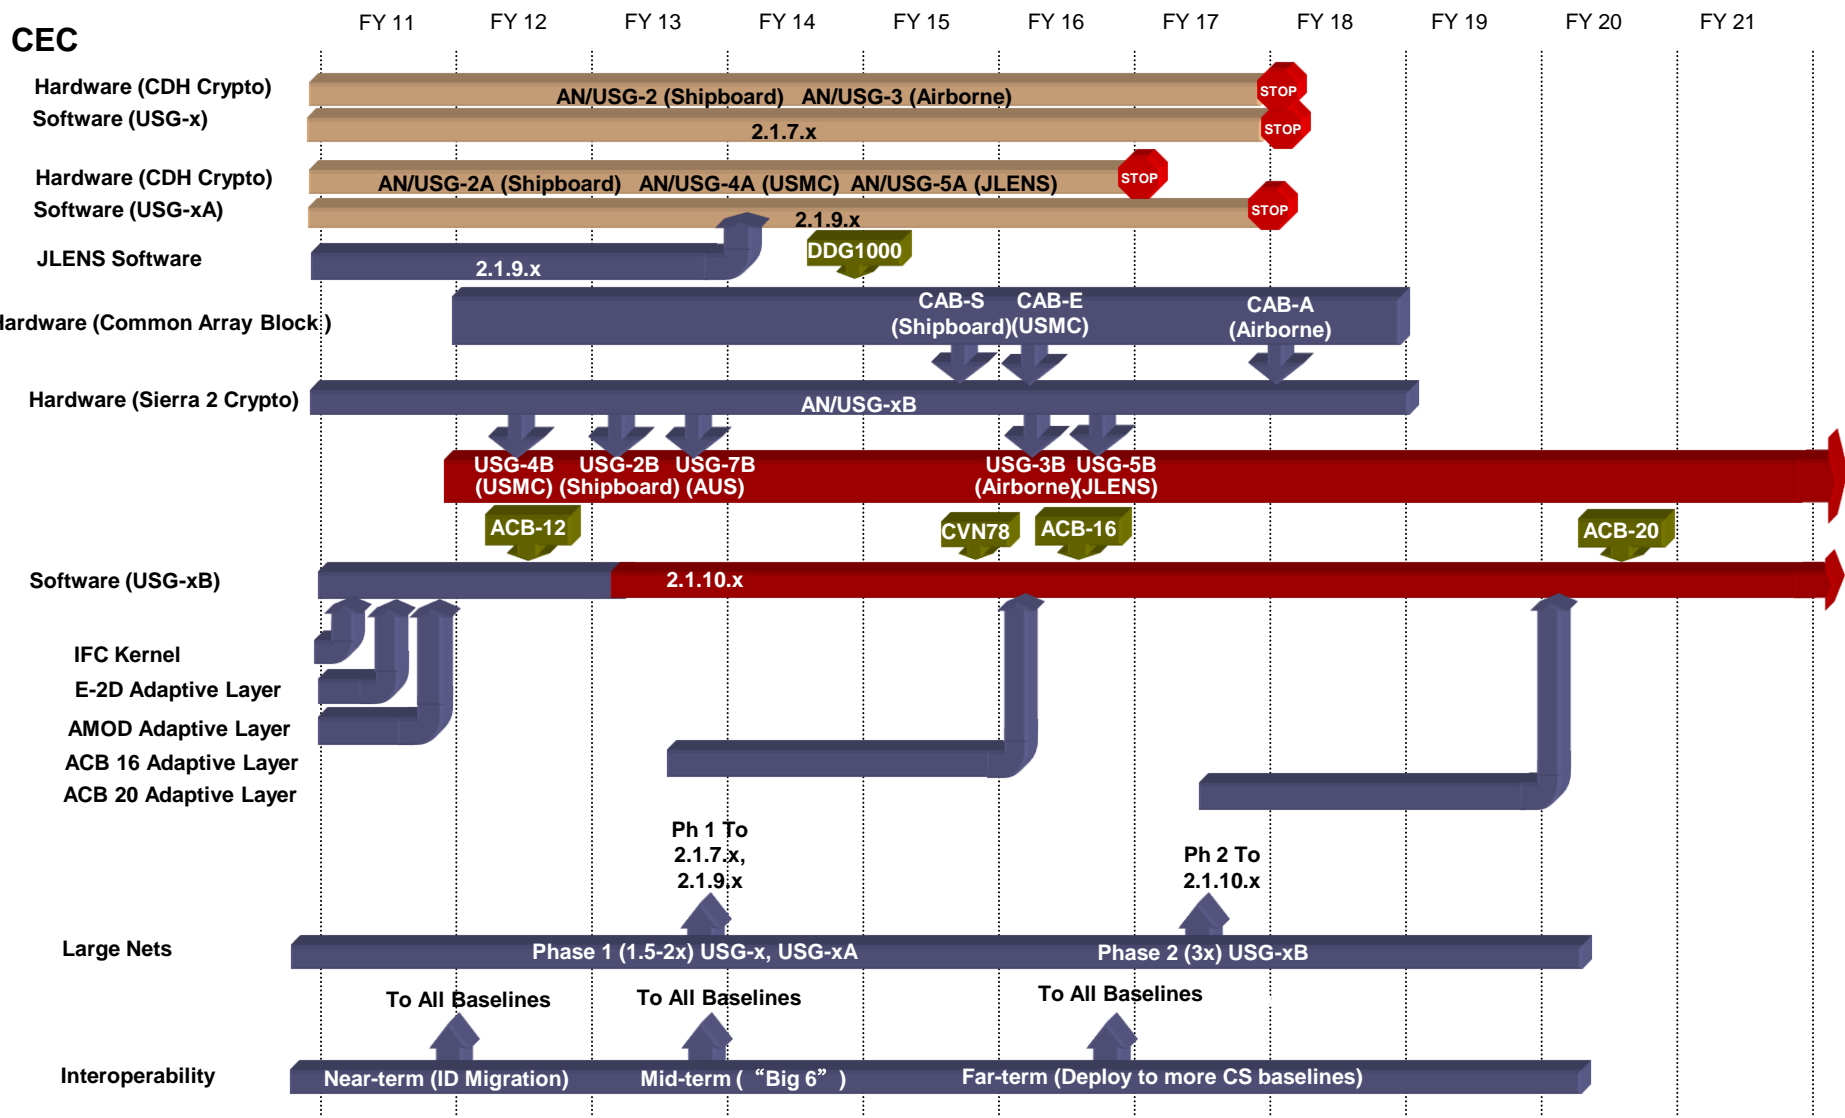 FY 11 FY 12 FY 13 FY 14 FY 15 FY 16 FY 17 FY 18 FY 19 FY 20 FY 21
CEC
Hardware (CDH Crypto)
AN/USG-2 (Shipboard) AN/USG-3 (Airborne)
STOP
Software (USG-x)
2.1.7.x
STOP
Hardware (CDH Crypto)
AN/USG-2A (Shipboard) AN/USG-4A (USMC) AN/USG-5A (JLENS)
STOP
Software (USG-xA)
2.1.9.x
STOP
JLENS Software
2.1.9.x
DDG1000
Hardware (Common Array Block )
CAB-S
(Shipboard)
CAB-E
(USMC)
CAB-A
(Airborne)
Hardware (Sierra 2 Crypto)
AN/USG-xB
USG-4B
(USMC)
USG-2B
(Shipboard)
USG-7B
(AUS)
USG-3B
(Airborne)
USG-5B
(JLENS)
ACB-12
CVN78
ACB-16
ACB-20
Software (USG-xB)
2.1.10.x
IFC Kernel
E-2D Adaptive Layer
AMOD Adaptive Layer
ACB 16 Adaptive Layer
ACB 20 Adaptive Layer
Ph 1 To
2.1.7.x,
2.1.9.x
Ph 2 To
2.1.10.x
Large Nets
Phase 1 (1.5-2x) USG-x, USG-xA
Phase 2 (3x) USG-xB
To All Baselines
To All Baselines
To All Baselines
Interoperability
Near-term (ID Migration)
Mid-term ( “Big 6” )
Far-term (Deploy to more CS baselines)